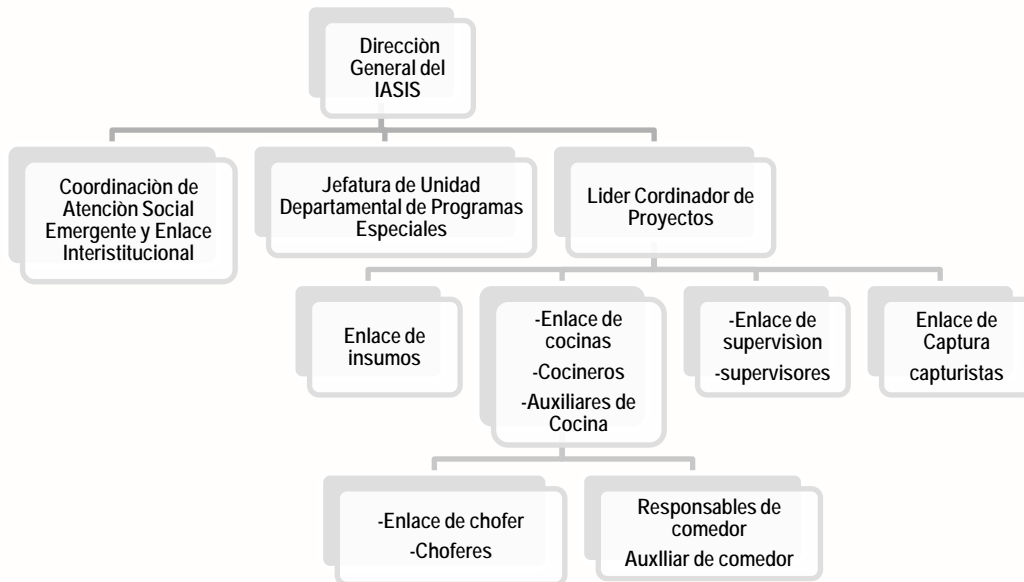 Direcciòn
General del
IASIS
Coordinaciòn de
Atenciòn Social
Emergente y Enlace
Interistitucional
Jefatura de Unidad
Departamental de Programas
Especiales
Lider Cordinador de
Proyectos
Enlace de
insumos
-Enlace de
cocinas
-Cocineros
-Auxiliares de
Cocina
-Enlace de
supervisìon
-supervisores
Enlace de
Captura
capturistas
-Enlace de chofer
-Choferes
Responsables de
comedor
Auxlliar de comedor